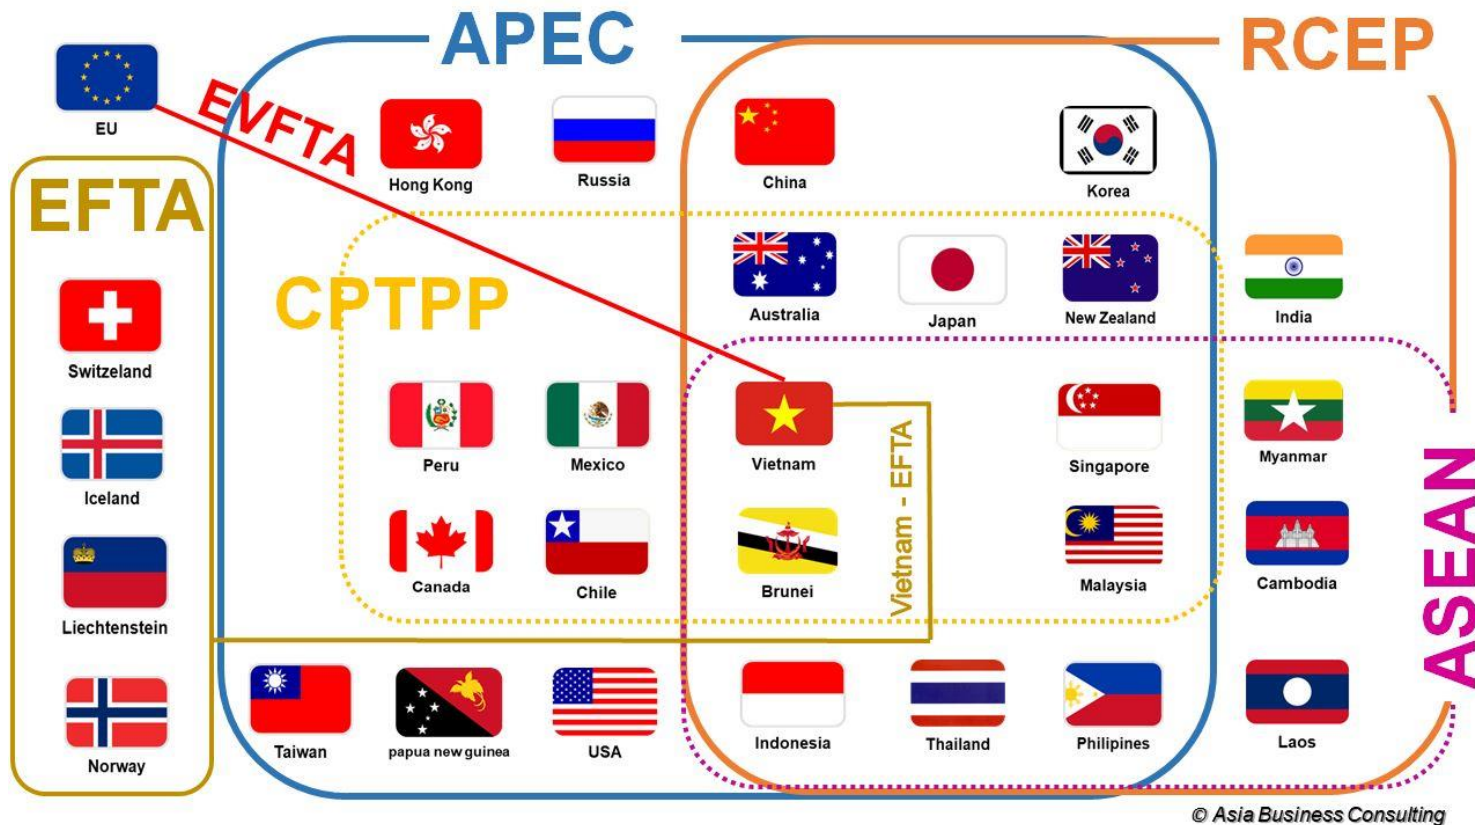 APEC
RCEP
EU
EVFTA
Hong Kong
Russia
China
Korea
EFTA
CPTPP
Australia
Japan
New Zealand
India
Switzeland
Peru
Mexico
Vietnam
Singapore
Myanmar
Iceland
Vietnam - EFTA
ASEAN
Canada
Chile
Brunei
Malaysia
Cambodia
Liechtenstein
Norway
Taiwan
papua new guinea
USA
Indonesia
Thailand
Philipines
Laos
© Asia Business Consulting